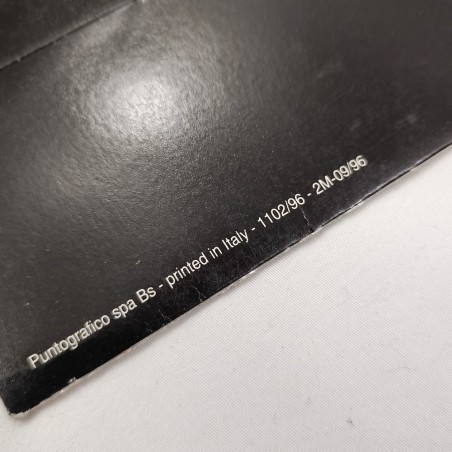 Puntografico spa Bs - printed in Italy - 1102/96 - 2M-09/96